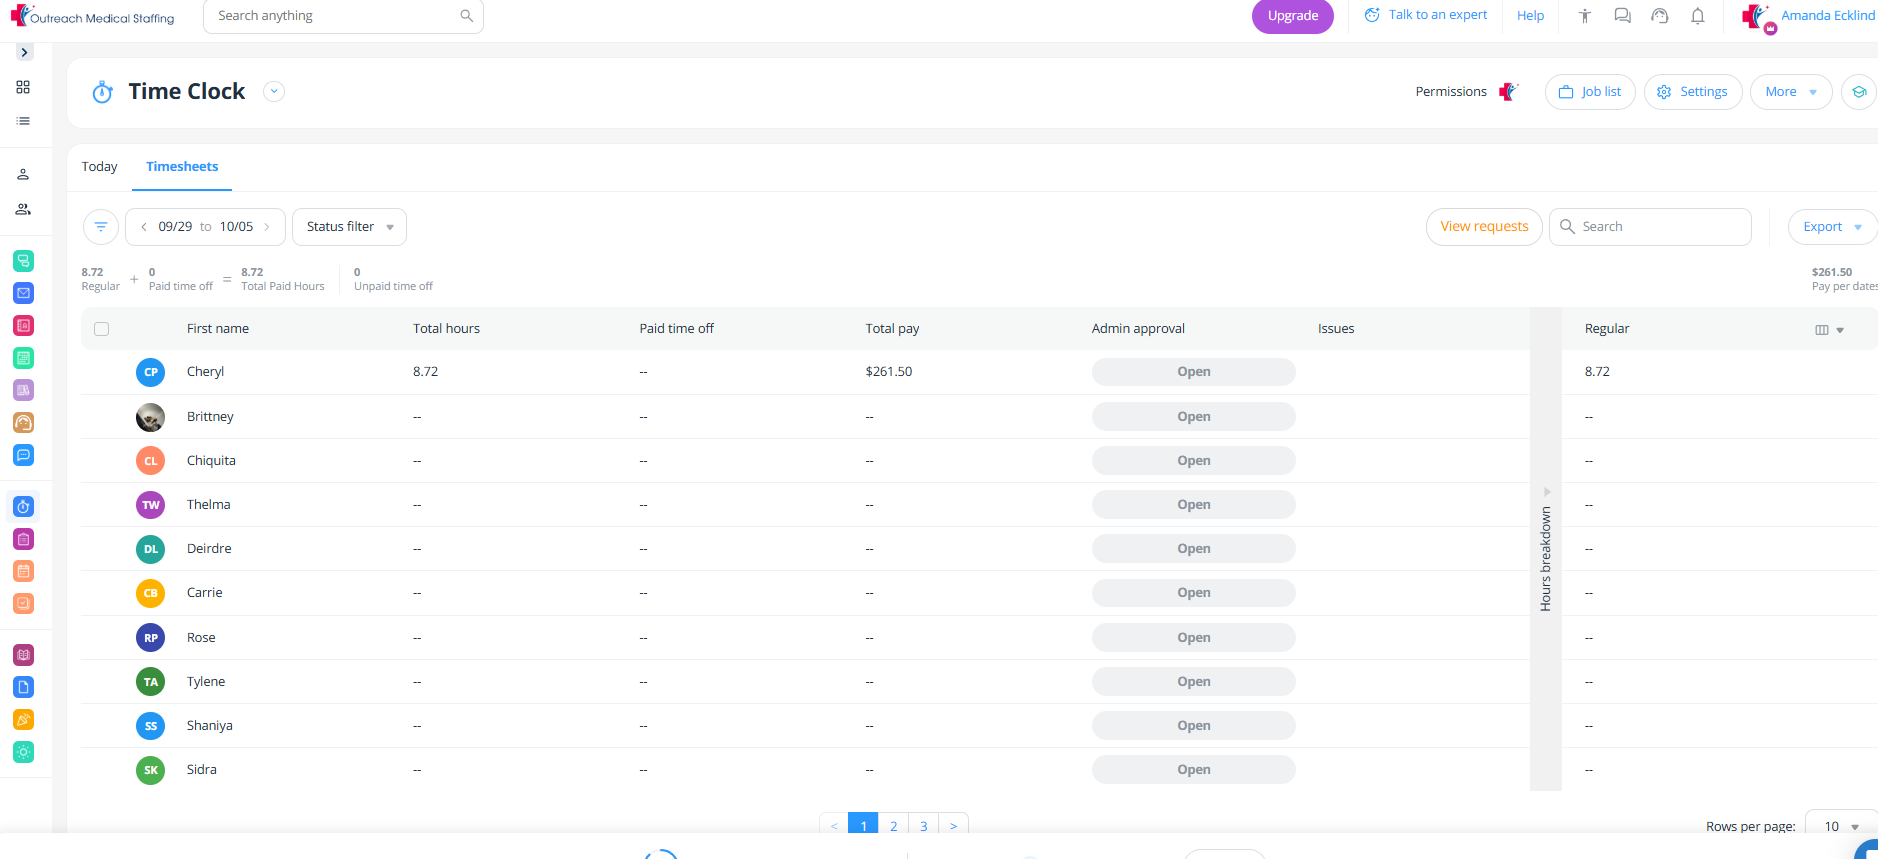 Outreach Medical Staffing
Search anything
Upgrade
Talk to an expert
Help
Amanda Ecklind
Time Clock
Permissions
Job list
Settings
More
Today
Timesheets
09/29 to 10/05
Status filter
View requests
Search
Export
8.72 + 0 = 8.72 0 $261.50
Regular Paid time off Total Paid Hours Unpaid time off Pay per dates
First name Total hours Paid time off Total pay Admin approval Issues Regular
CP Cheryl 8.72 -- $261.50 Open 8.72
Brittney -- -- -- Open --
CL Chiquita -- -- -- Open --
TW Thelma -- -- -- Open --
DL Deirdre -- -- -- Open --
CB Carrie -- -- -- Open --
RP Rose -- -- -- Open --
TA Tylene -- -- -- Open --
SS Shaniya -- -- -- Open --
SK Sidra -- -- -- Open --
Hours breakdown
< 1 2 3 >
Rows per page: 10